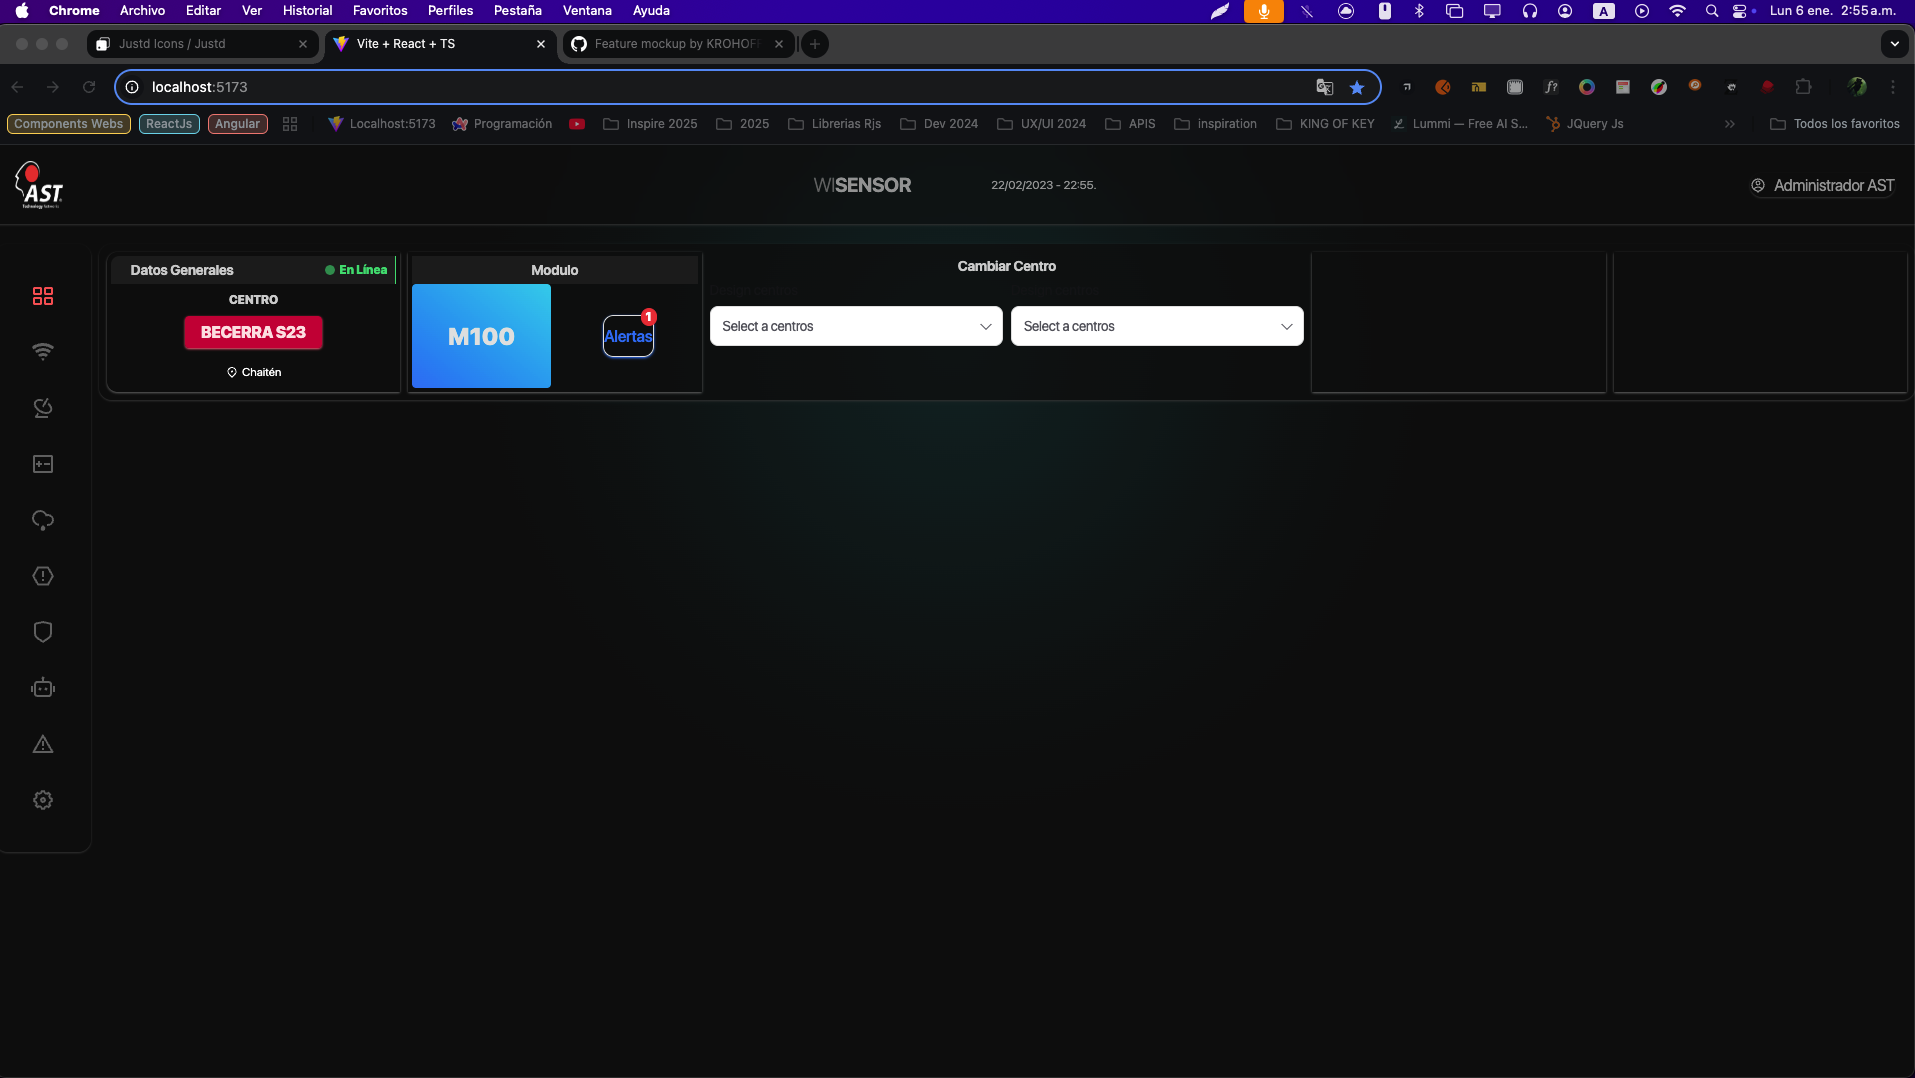 Chrome Archivo Editar Ver Historial Favoritos Perfiles Pestaña Ventana Ayuda A Lun 6 ene. 2:55 a.m.
Justd Icons / Justd Vite + React + TS Feature mockup by KROHOF
localhost:5173
Components Webs ReactJs Angular Localhost:5173 Programación Inspire 2025 2025 Librerias Rjs Dev 2024 UX/UI 2024 APIS inspiration KING OF KEY Lummi — Free AI S... JQuery Js » Todos los favoritos
AST
WISENSOR 22/02/2023 - 22:55. Administrador AST
Datos Generales En Línea Modulo Cambiar Centro
CENTRO
BECERRA S23 M100 Alertas 1 Select a centros Select a centros
Chaitén